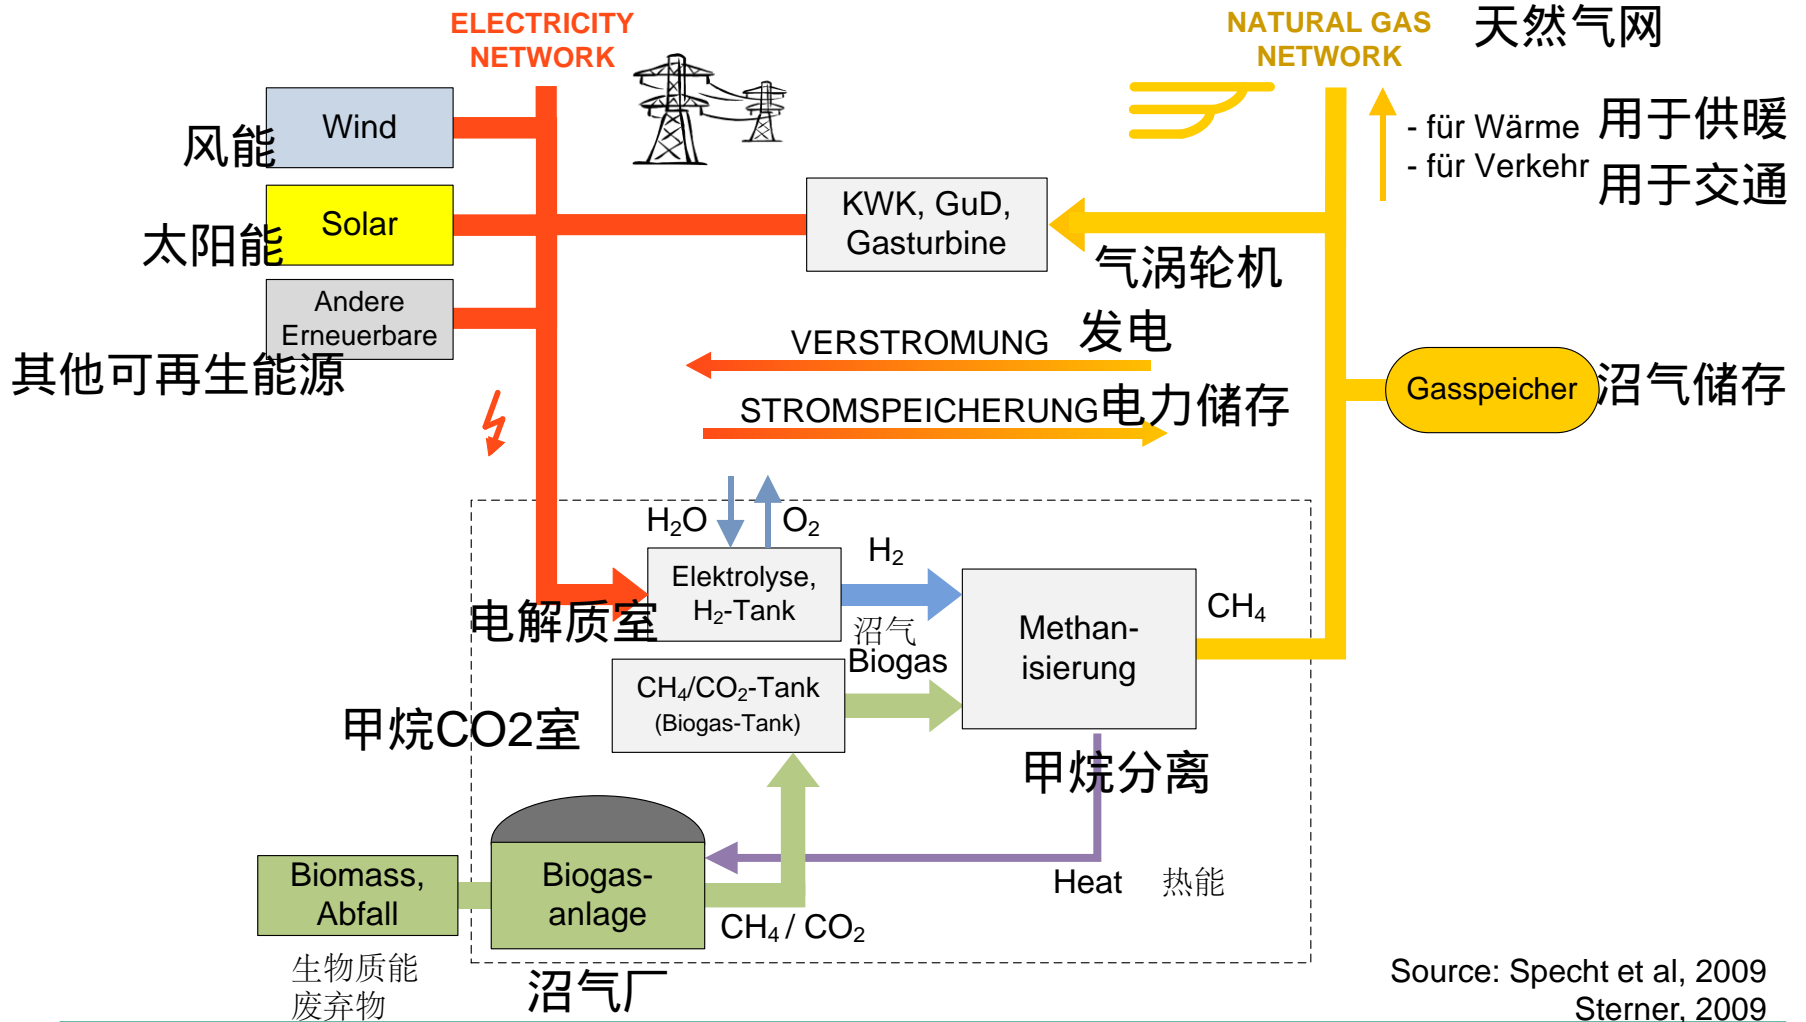 ELECTRICITY
NETWORK
NATURAL GAS
NETWORK
天然气网
Wind
风能
- für Wärme
- für Verkehr
用于供暖
用于交通
Solar
太阳能
KWK, GuD,
Gasturbine
气涡轮机
Andere
Erneuerbare
其他可再生能源
VERSTROMUNG
发电
STROMSPEICHERUNG
电力储存
Gasspeicher
沼气储存
H₂O
O₂
Elektrolyse,
H₂-Tank
电解质室
H₂
沼气
Biogas
Methan-
isierung
CH₄
CH₄/CO₂-Tank
(Biogas-Tank)
甲烷CO2室
甲烷分离
Biomass,
Abfall
Biogas-
anlage
CH₄ / CO₂
Heat
热能
生物质能
废弃物
沼气厂
Source: Specht et al, 2009
Sterner, 2009